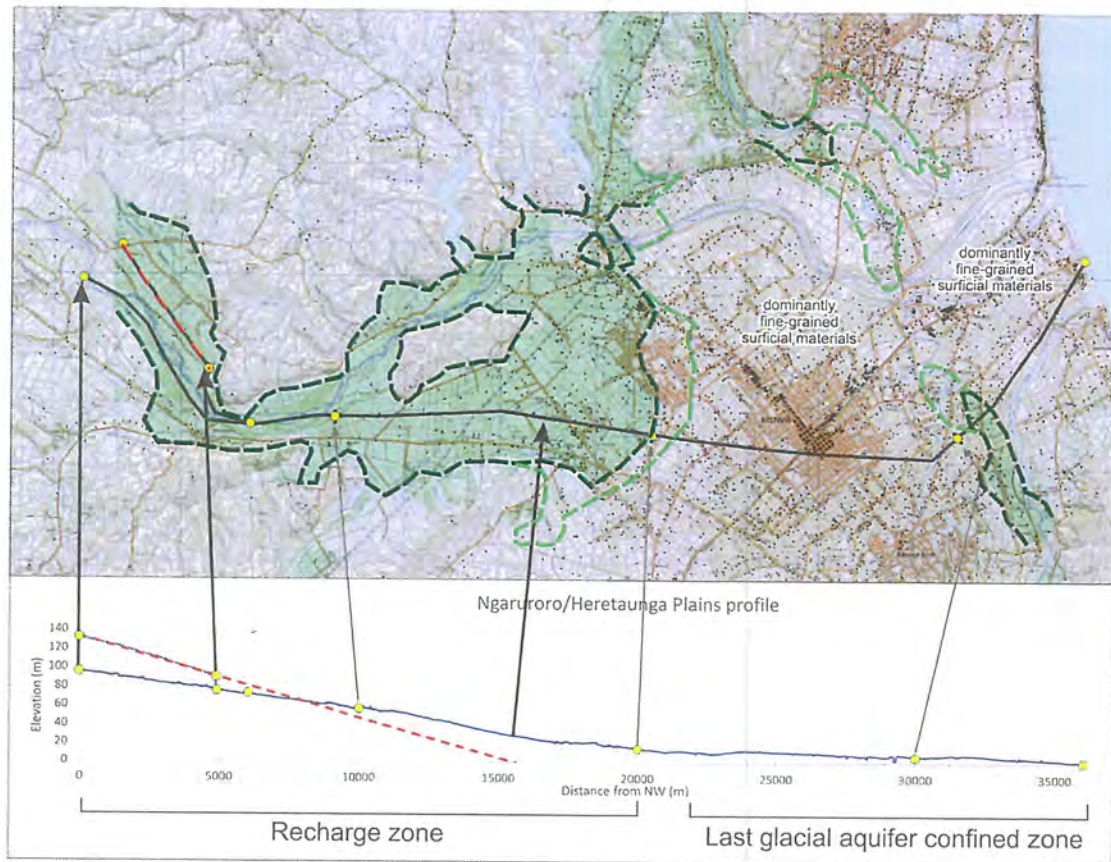 dominantly
fine-grained
surficial materials
dominantly
fine-grained
surficial materials
Ngaruroro/Heretaunga Plains profile
Elevation (m)
140
120
100
80
60
40
20
0
0 5000 10000 15000 20000 25000 30000 35000
Distance from NW (m)
Recharge zone
Last glacial aquifer confined zone